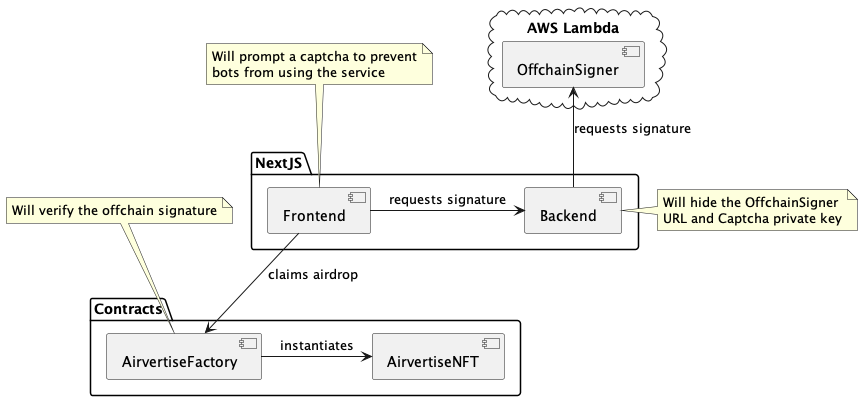 AWS Lambda
OffchainSigner
Will prompt a captcha to prevent
bots from using the service
requests signature
NextJS
Frontend
requests signature
Backend
Will hide the OffchainSigner
URL and Captcha private key
Will verify the offchain signature
claims airdrop
Contracts
AirvertiseFactory
instantiates
AirvertiseNFT